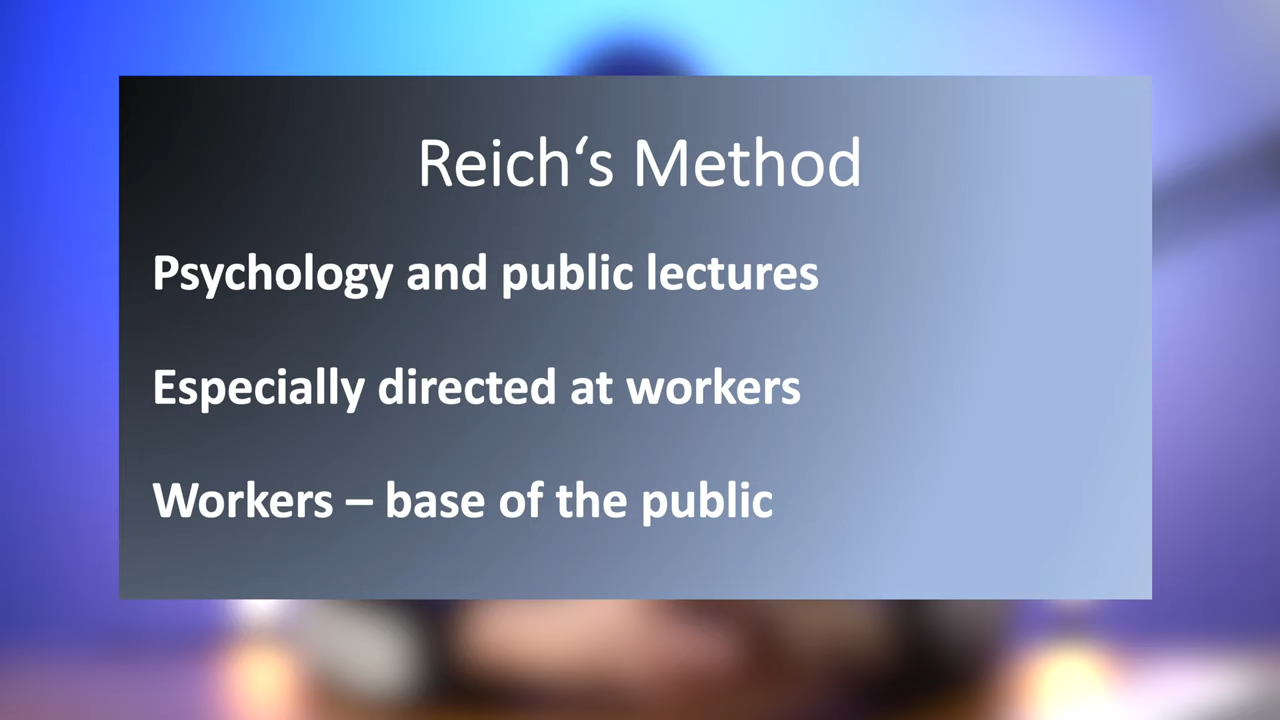 Reich‘s Method
Psychology and public lectures
Especially directed at workers
Workers – base of the public